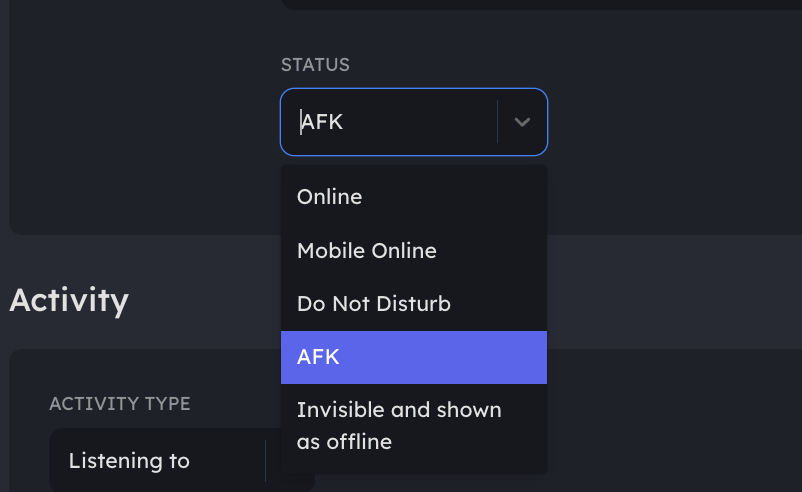 STATUS
AFK
Online
Mobile Online
Do Not Disturb
AFK
Invisible and shown
as offline
Activity
ACTIVITY TYPE
Listening to